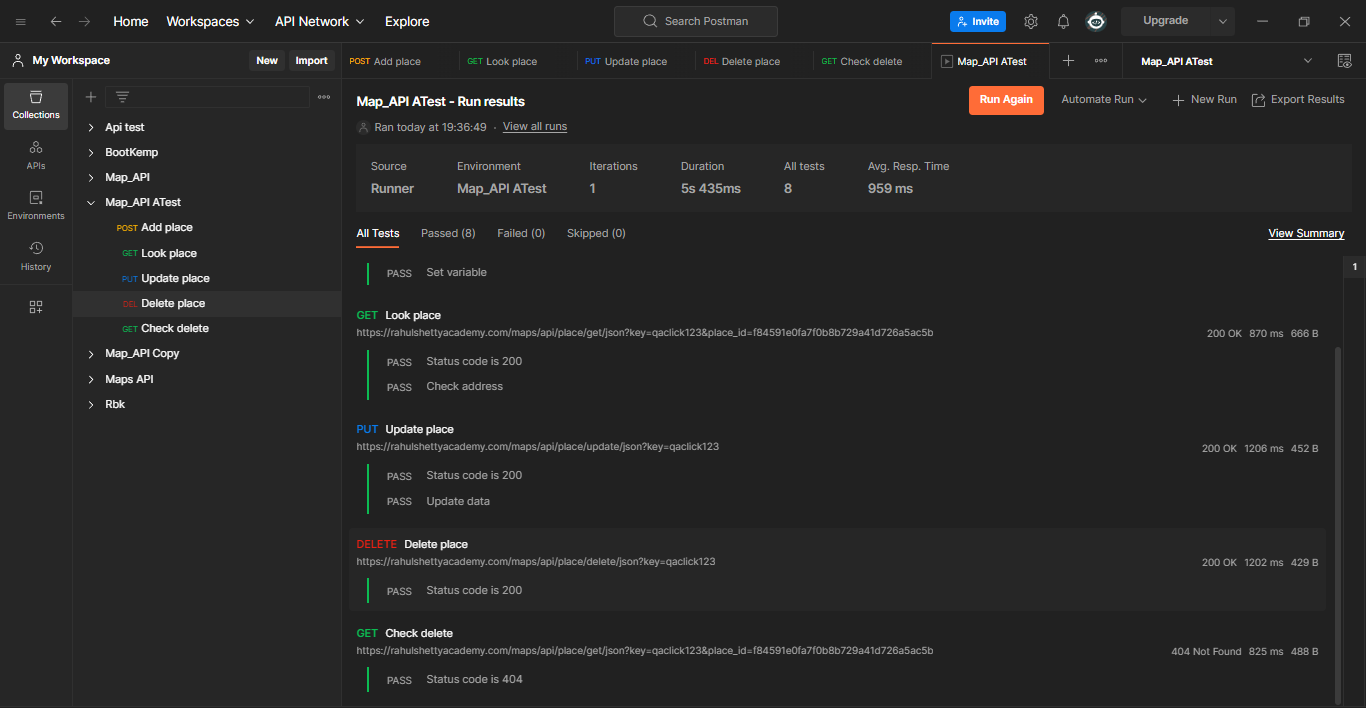 Home Workspaces API Network Explore Search Postman Invite Upgrade
My Workspace New Import POST Add place GET Look place PUT Update place DEL Delete place GET Check delete Map_API ATest Map_API ATest
Collections
APIs
Environments
History
Api test
BootKemp
Map_API
Map_API ATest
POST Add place
GET Look place
PUT Update place
DEL Delete place
GET Check delete
Map_API Copy
Maps API
Rbk
Map_API ATest - Run results Run Again Automate Run New Run Export Results
Ran today at 19:36:49 · View all runs
Source Environment Iterations Duration All tests Avg. Resp. Time
Runner Map_API ATest 1 5s 435ms 8 959 ms
All Tests Passed (8) Failed (0) Skipped (0) View Summary
PASS Set variable 1
GET Look place
https://rahulshettyacademy.com/maps/api/place/get/json?key=qaclick123&place_id=f84591e0fa7f0b8b729a41d726a5ac5b 200 OK 870 ms 666 B
PASS Status code is 200
PASS Check address
PUT Update place
https://rahulshettyacademy.com/maps/api/place/update/json?key=qaclick123 200 OK 1206 ms 452 B
PASS Status code is 200
PASS Update data
DELETE Delete place
https://rahulshettyacademy.com/maps/api/place/delete/json?key=qaclick123 200 OK 1202 ms 429 B
PASS Status code is 200
GET Check delete
https://rahulshettyacademy.com/maps/api/place/get/json?key=qaclick123&place_id=f84591e0fa7f0b8b729a41d726a5ac5b 404 Not Found 825 ms 488 B
PASS Status code is 404